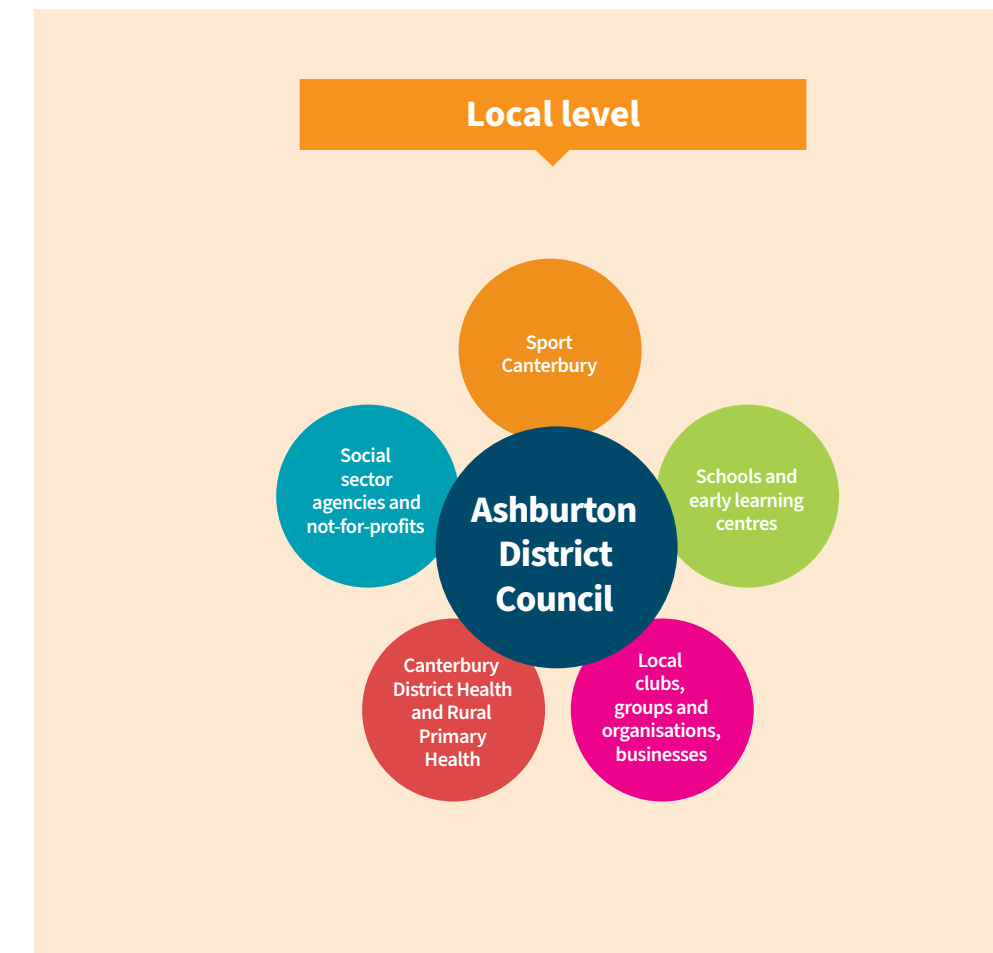 Local level
Sport
Canterbury
Social
sector
agencies and
not-for-profits
Schools and
early learning
centres
Ashburton
District
Council
Canterbury
District Health
and Rural
Primary
Health
Local
clubs,
groups and
organisations,
businesses